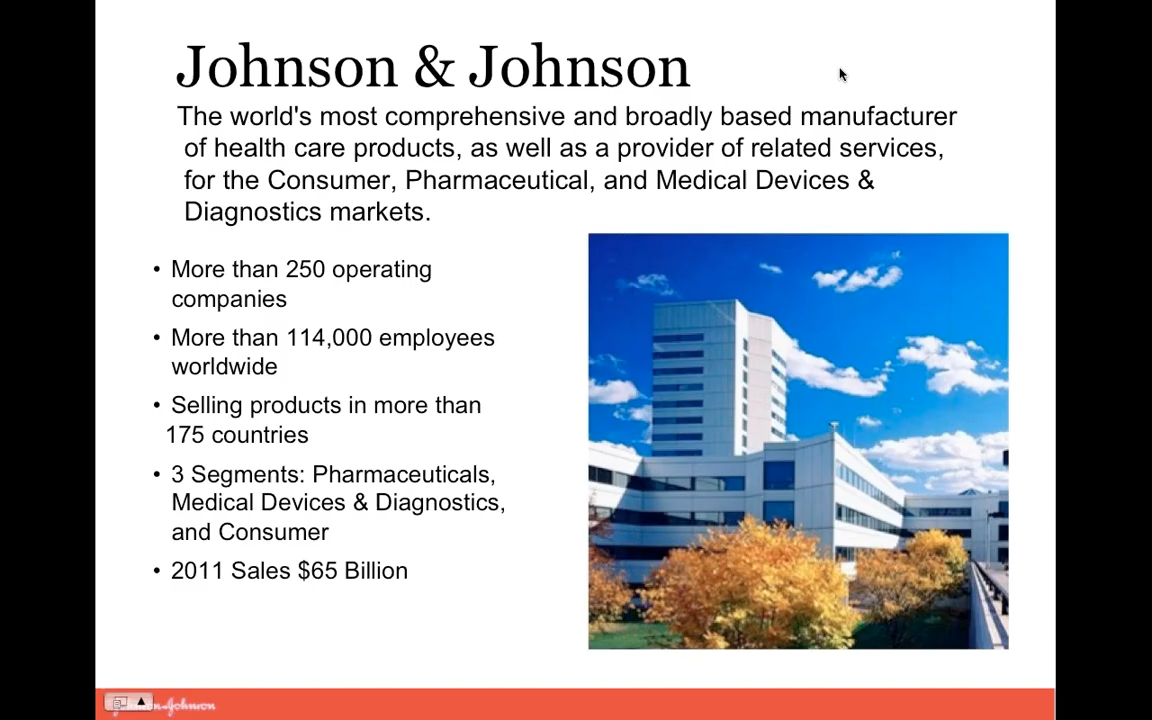 Johnson & Johnson
The world's most comprehensive and broadly based manufacturer
of health care products, as well as a provider of related services,
for the Consumer, Pharmaceutical, and Medical Devices &
Diagnostics markets.
• More than 250 operating
companies
• More than 114,000 employees
worldwide
• Selling products in more than
175 countries
• 3 Segments: Pharmaceuticals,
Medical Devices & Diagnostics,
and Consumer
• 2011 Sales $65 Billion
Johnson